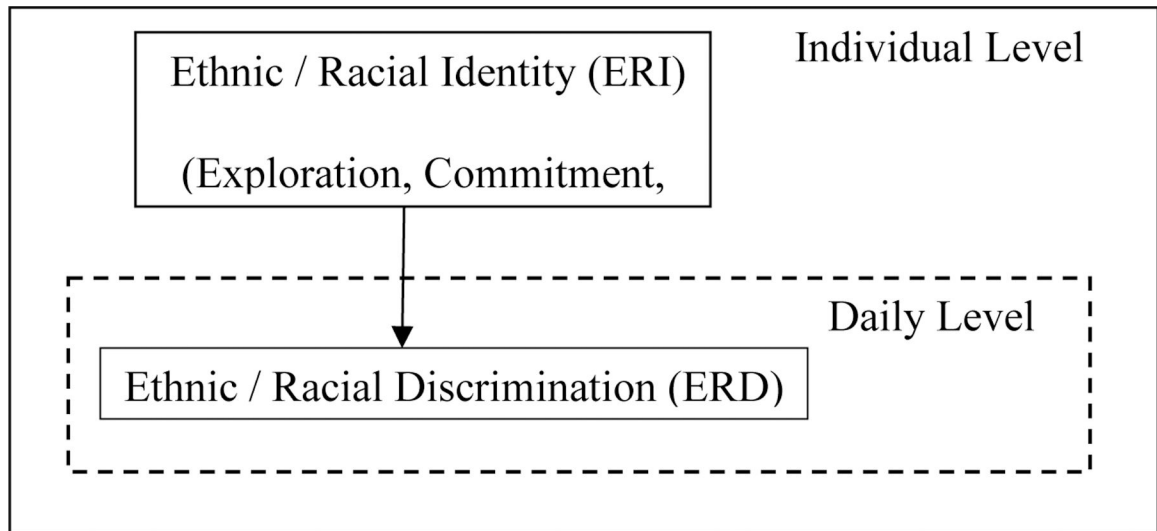 Individual Level
Ethnic / Racial Identity (ERI)
(Exploration, Commitment,
Daily Level
Ethnic / Racial Discrimination (ERD)